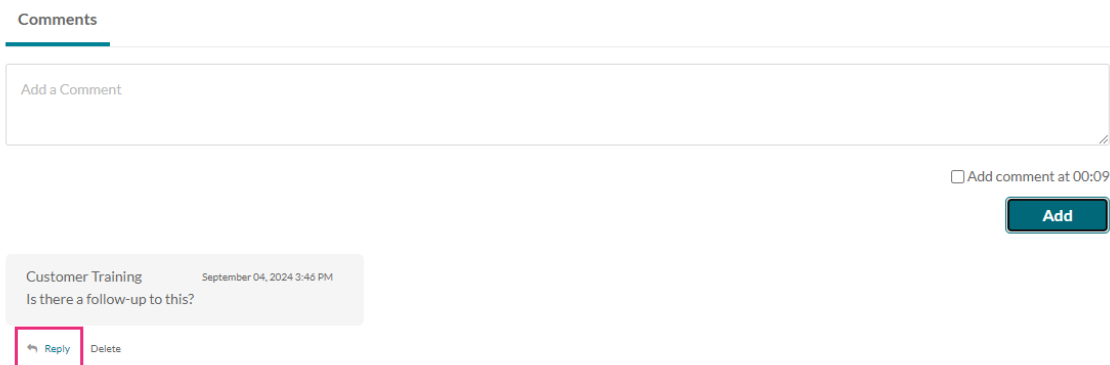 Comments
Add a Comment
Add comment at 00:09
Add
Customer Training September 04, 2024 3:46 PM
Is there a follow-up to this?
Reply Delete